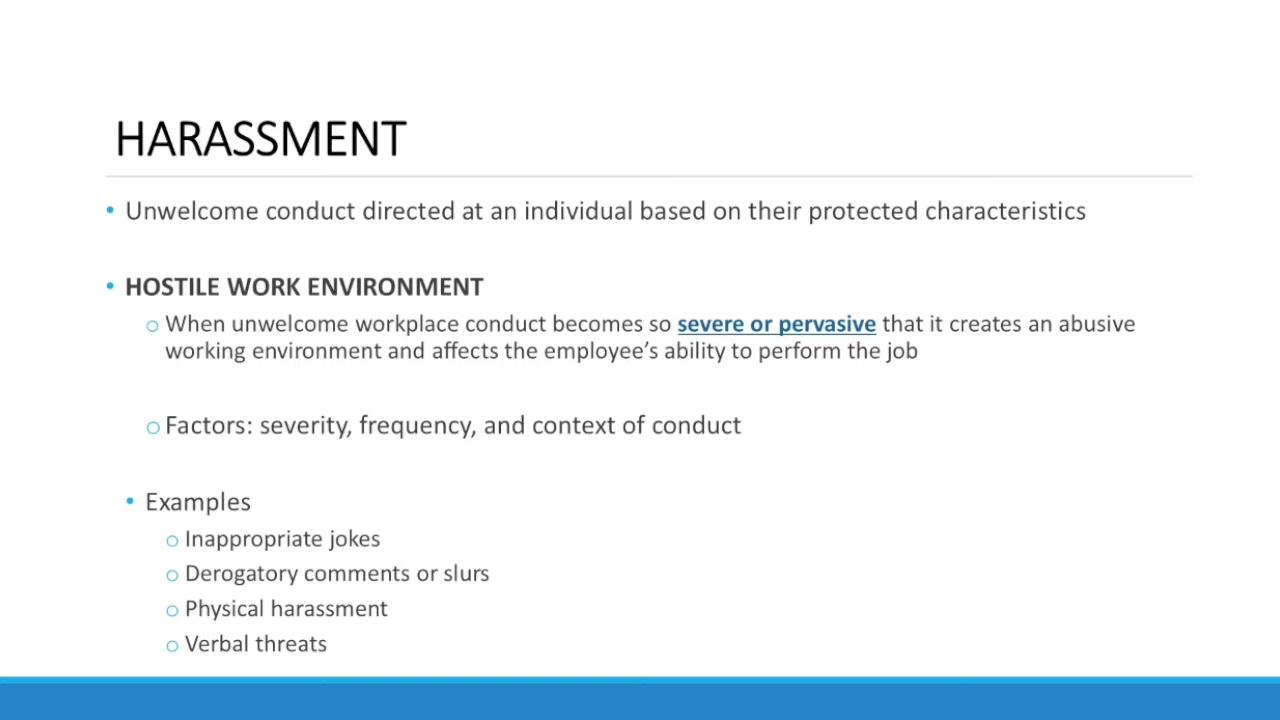 HARASSMENT
• Unwelcome conduct directed at an individual based on their protected characteristics
• HOSTILE WORK ENVIRONMENT
o When unwelcome workplace conduct becomes so severe or pervasive that it creates an abusive
working environment and affects the employee’s ability to perform the job
o Factors: severity, frequency, and context of conduct
• Examples
o Inappropriate jokes
o Derogatory comments or slurs
o Physical harassment
o Verbal threats